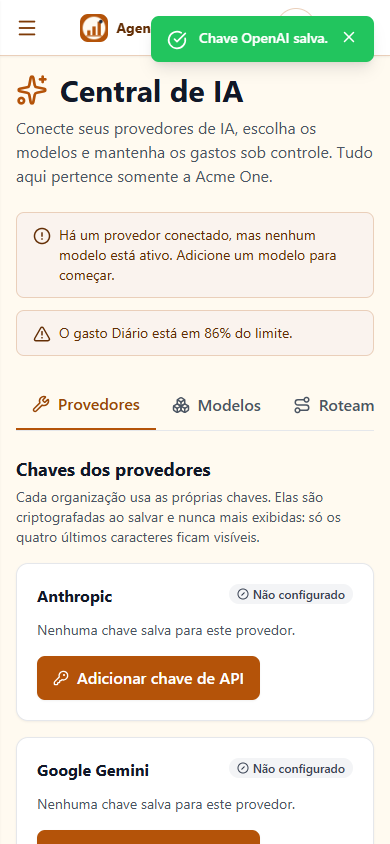 Agen
Chave OpenAI salva.
Central de IA
Conecte seus provedores de IA, escolha os
modelos e mantenha os gastos sob controle. Tudo
aqui pertence somente a Acme One.
Há um provedor conectado, mas nenhum
modelo está ativo. Adicione um modelo para
começar.
O gasto Diário está em 86% do limite.
Provedores
Modelos
Roteam
Chaves dos provedores
Cada organização usa as próprias chaves. Elas são
criptografadas ao salvar e nunca mais exibidas: só os
quatro últimos caracteres ficam visíveis.
Anthropic
Não configurado
Nenhuma chave salva para este provedor.
Adicionar chave de API
Google Gemini
Não configurado
Nenhuma chave salva para este provedor.